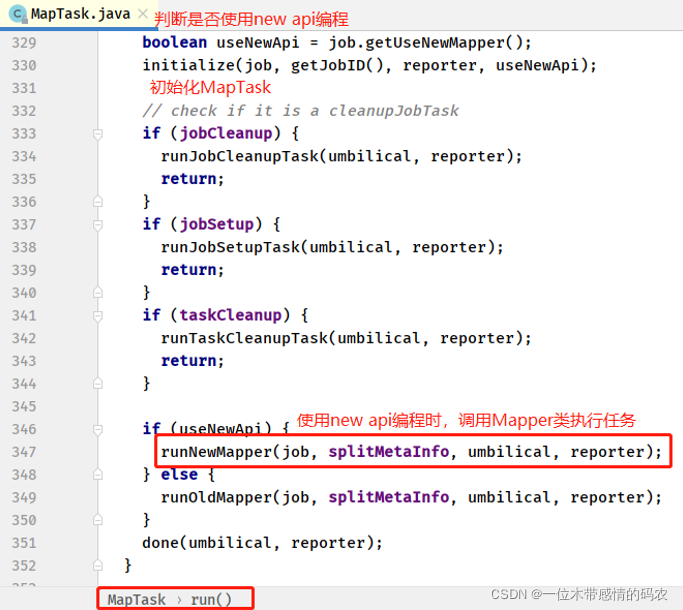 MapTask.java × 判断是否使用new api编程
329 boolean useNewApi = job.getUseNewMapper();
330 initialize(job, getJobID(), reporter, useNewApi);
331 初始化MapTask
332 // check if it is a cleanupJobTask
333 if (jobCleanup) {
334 runJobCleanupTask(umbilical, reporter);
335 return;
336 }
337 if (jobSetup) {
338 runJobSetupTask(umbilical, reporter);
339 return;
340 }
341 if (taskCleanup) {
342 runTaskCleanupTask(umbilical, reporter);
343 return;
344 }
345 使用new api编程时，调用Mapper类执行任务
346 if (useNewApi) {
347 runNewMapper(job, splitMetaInfo, umbilical, reporter);
348 } else {
349 runOldMapper(job, splitMetaInfo, umbilical, reporter);
350 }
351 done(umbilical, reporter);
352 }
MapTask › run()
CSDN @一位木带感情的码农